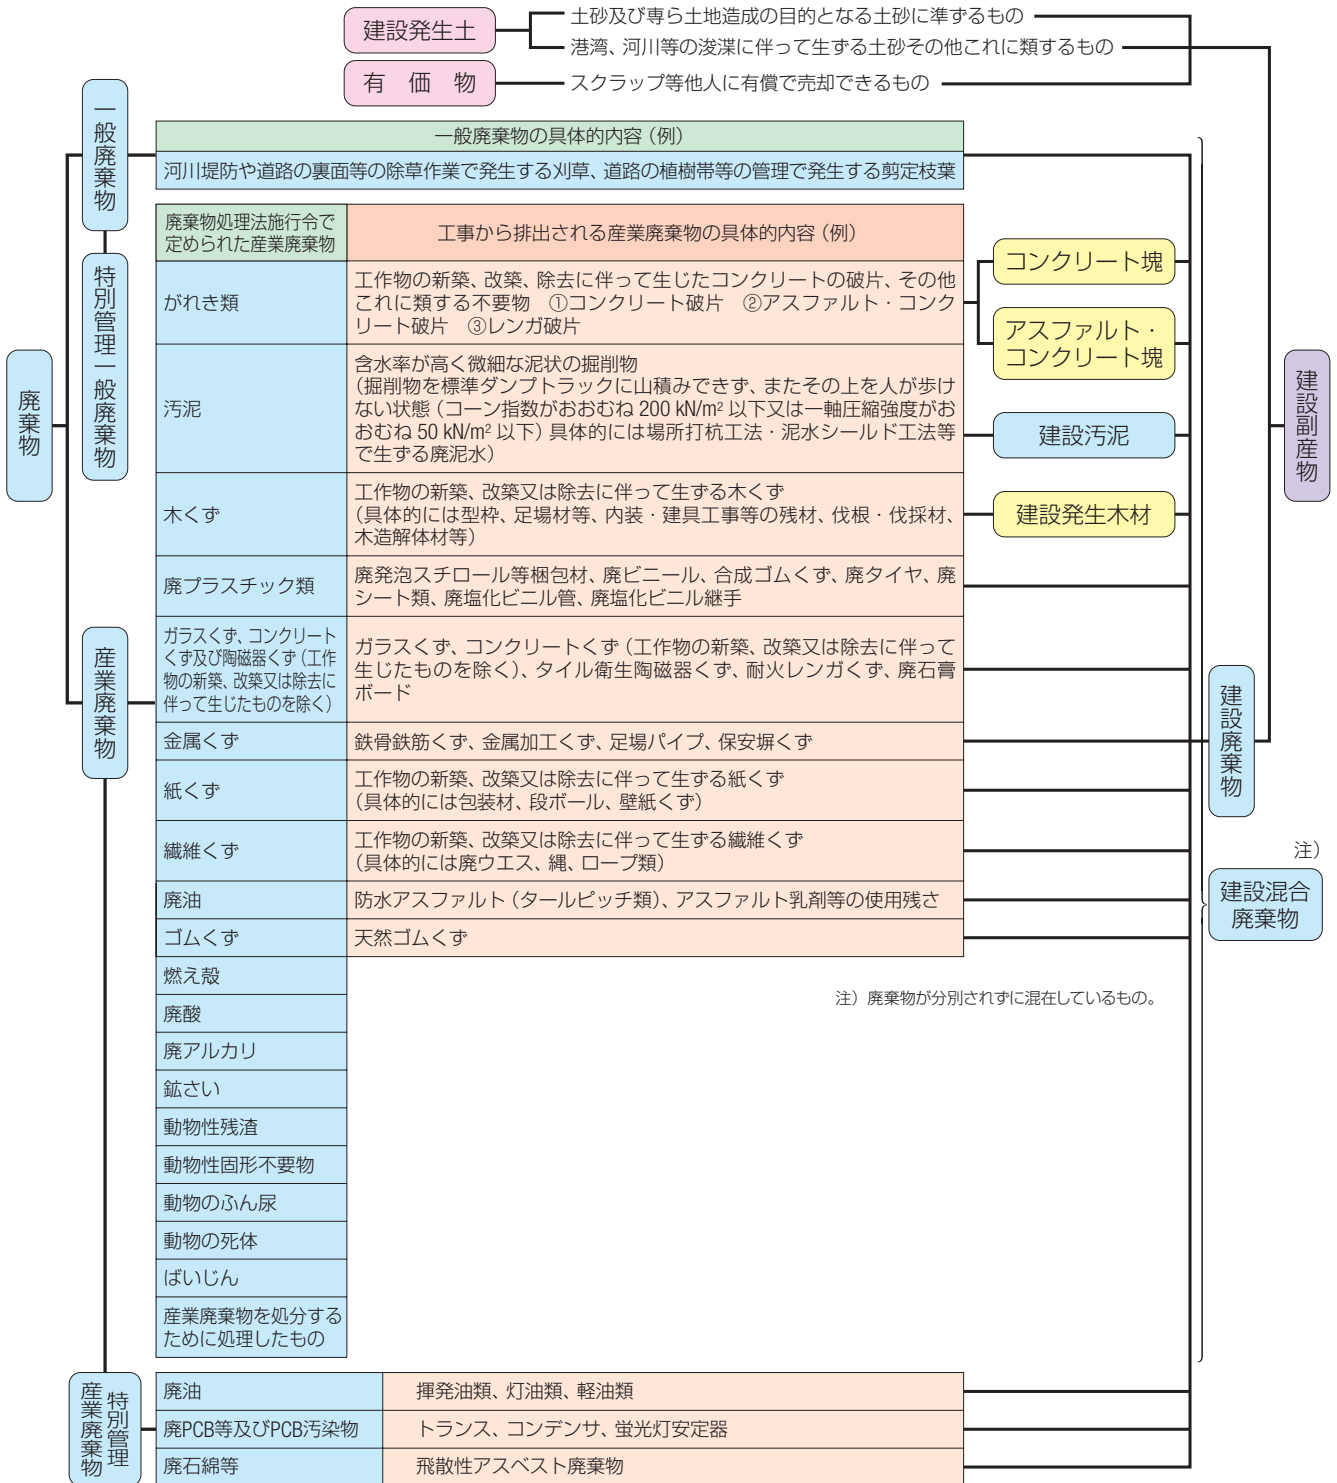 建設発生土
土砂及び専ら土地造成の目的となる土砂に準ずるもの
港湾、河川等の浚渫に伴って生ずる土砂その他これに類するもの
有価物
スクラップ等他人に有償で売却できるもの
一般廃棄物
一般廃棄物の具体的内容（例）
河川堤防や道路の裏面等の除草作業で発生する刈草、道路の植樹帯等の管理で発生する剪定枝葉
特別管理一般廃棄物
廃棄物
廃棄物処理法施行令で
定められた産業廃棄物
工事から排出される産業廃棄物の具体的内容（例）
がれき類
工作物の新築、改築、除去に伴って生じたコンクリートの破片、その他
これに類する不要物　①コンクリート破片　②アスファルト・コンク
リート破片　③レンガ破片
コンクリート塊
アスファルト・
コンクリート塊
汚泥
含水率が高く微細な泥状の掘削物
（掘削物を標準ダンプトラックに山積みできず、またその上を人が歩け
ない状態（コーン指数がおおむね 200 kN/m² 以下又は一軸圧縮強度がお
おむね 50 kN/m² 以下）具体的には場所打杭工法・泥水シールド工法等
で生ずる廃泥水）
建設汚泥
建設副産物
木くず
工作物の新築、改築又は除去に伴って生ずる木くず
（具体的には型枠、足場材等、内装・建具工事等の残材、伐根・伐採材、
木造解体材等）
建設発生木材
廃プラスチック類
廃発泡スチロール等梱包材、廃ビニール、合成ゴムくず、廃タイヤ、廃
シート類、廃塩化ビニル管、廃塩化ビニル継手
産業廃棄物
ガラスくず、コンクリート
くず及び陶磁器くず（工作
物の新築、改築又は除去に
伴って生じたものを除く）
ガラスくず、コンクリートくず（工作物の新築、改築又は除去に伴って
生じたものを除く）、タイル衛生陶磁器くず、耐火レンガくず、廃石膏
ボード
建設廃棄物
金属くず
鉄骨鉄筋くず、金属加工くず、足場パイプ、保安塀くず
紙くず
工作物の新築、改築又は除去に伴って生ずる紙くず
（具体的には包装材、段ボール、壁紙くず）
繊維くず
工作物の新築、改築又は除去に伴って生ずる繊維くず
（具体的には廃ウエス、縄、ロープ類）
注）
建設混合
廃棄物
廃油
防水アスファルト（タールピッチ類）、アスファルト乳剤等の使用残さ
ゴムくず
天然ゴムくず
燃え殻
注）廃棄物が分別されずに混在しているもの。
廃酸
廃アルカリ
鉱さい
動物性残渣
動物性固形不要物
動物のふん尿
動物の死体
ばいじん
産業廃棄物を処分する
ために処理したもの
特別管理
産業廃棄物
廃油
揮発油類、灯油類、軽油類
廃PCB等及びPCB汚染物
トランス、コンデンサ、蛍光灯安定器
廃石綿等
飛散性アスベスト廃棄物